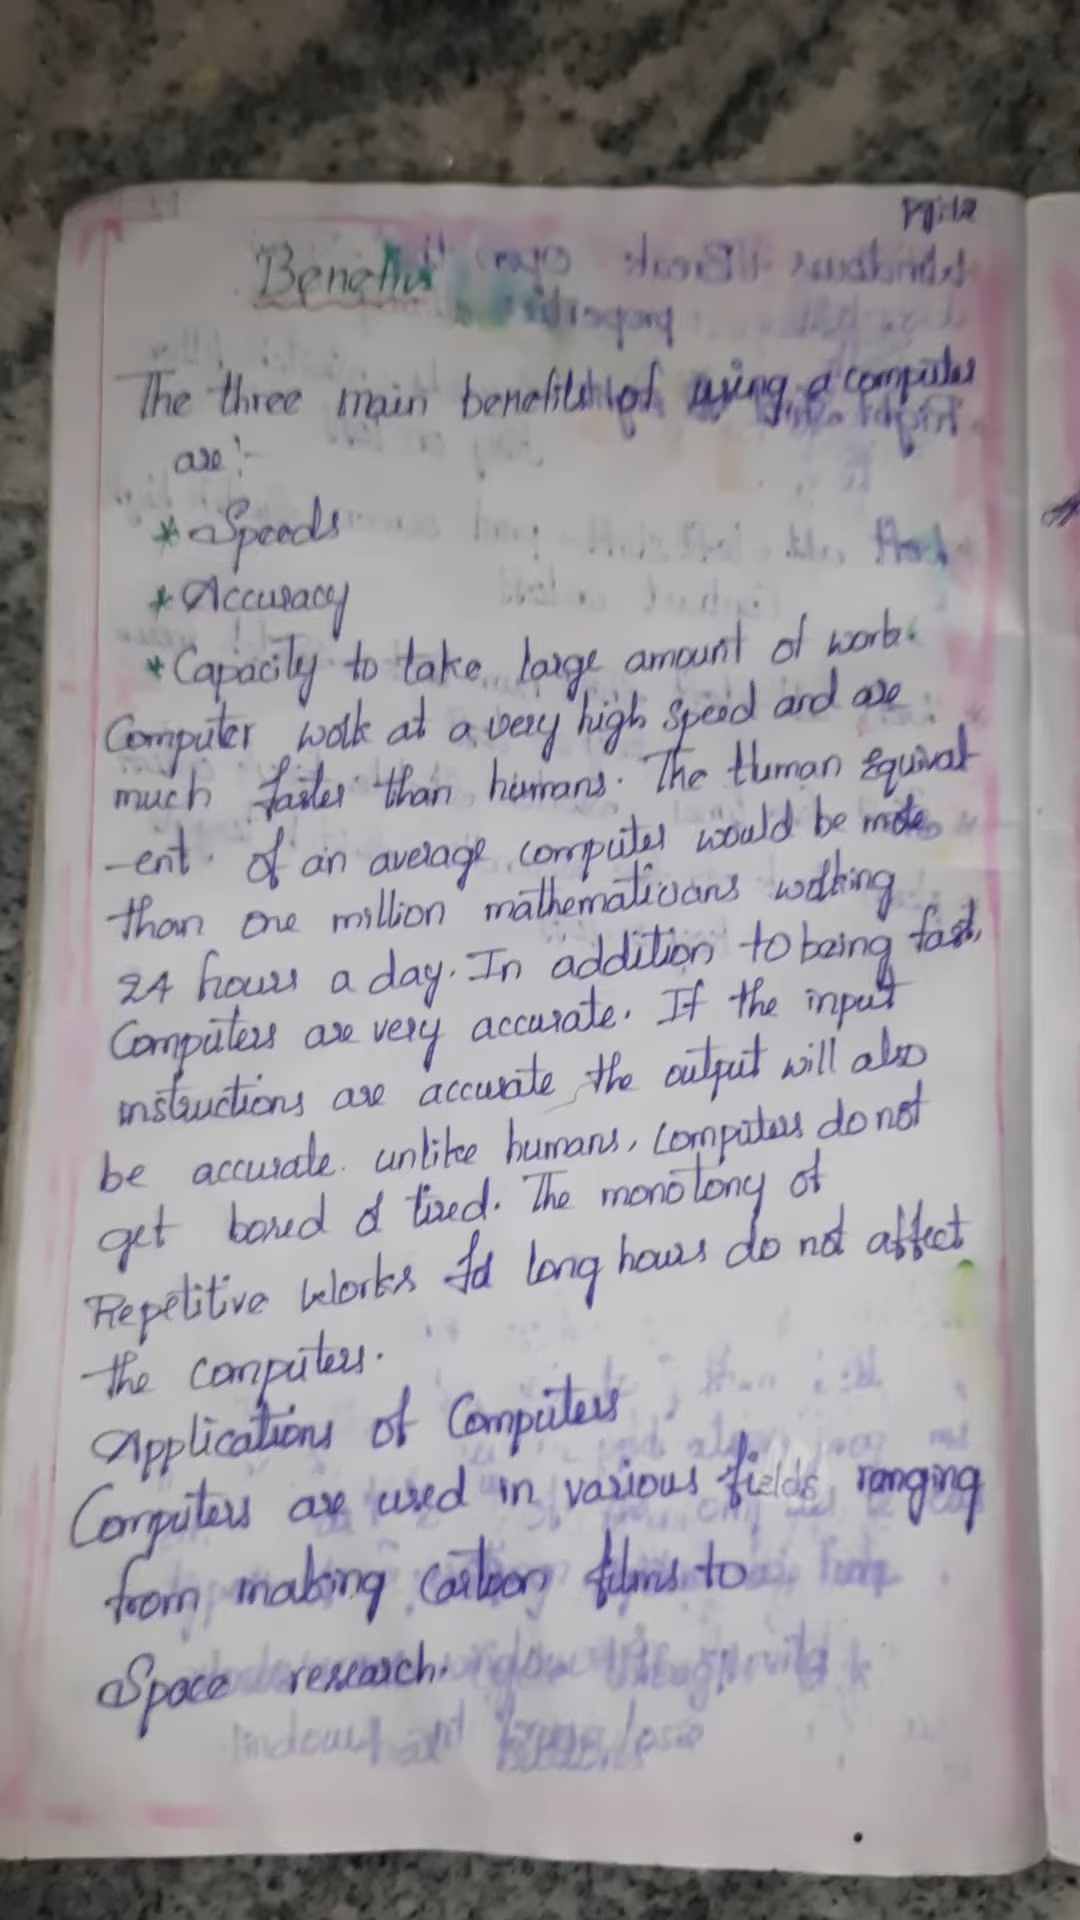 Benefits
The three main benefits of using a computer
are:-
* Speeds
* Accuracy
* Capacity to take large amount of work.
Computer work at a very high speed and are
much faster than humans. The Human Equival
-ent of an average computer would be more
than one million mathematicians working
24 hours a day. In addition to being fast,
Computers are very accurate. If the input
instructions are accurate the output will also
be accurate. unlike humans, computers do not
get bored or tired. The monotony of
Repetitive Works for long hours do not affect
the computers.
Applications of Computers
Computers are used in various fields ranging
from making cartoon films to
Space research.